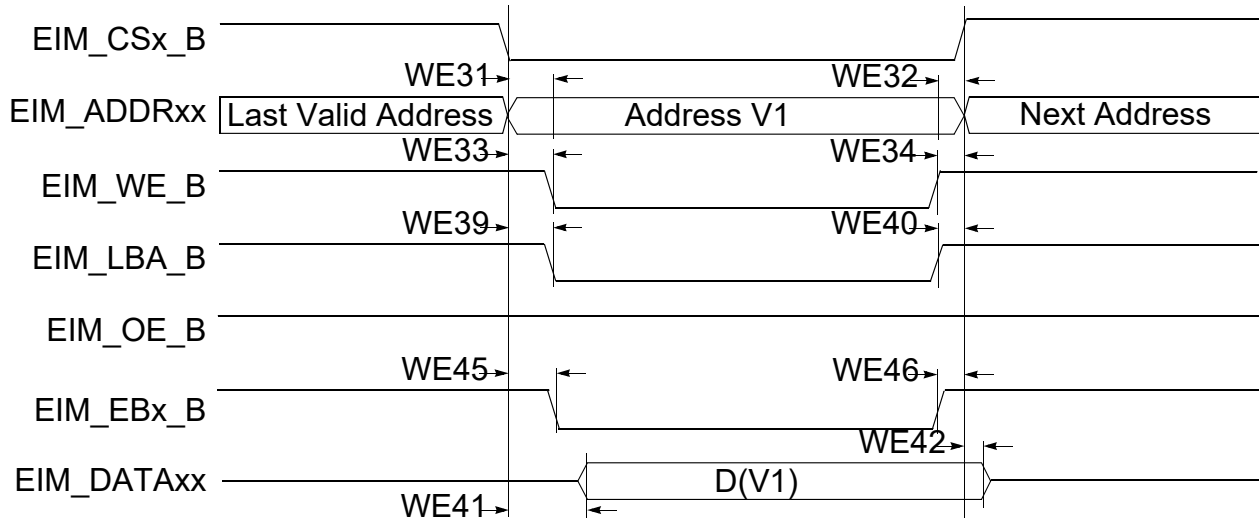 EIM_CSx_B
WE31 WE32
EIM_ADDRxx Last Valid Address Address V1 Next Address
WE33 WE34
EIM_WE_B
WE39 WE40
EIM_LBA_B
EIM_OE_B
WE45 WE46
EIM_EBx_B
WE42
EIM_DATAxx D(V1)
WE41